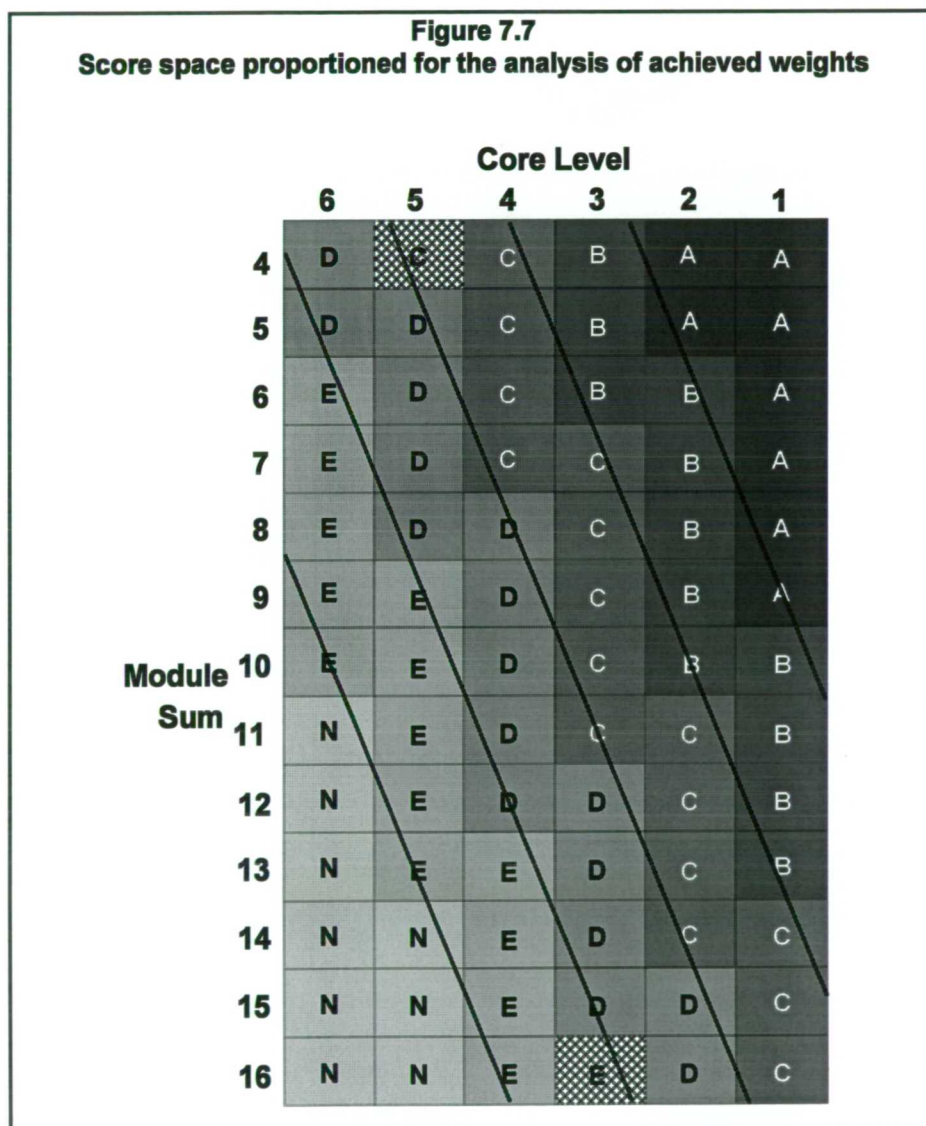 Figure 7.7
Score space proportioned for the analysis of achieved weights
Core Level
6 5 4 3 2 1
4 D C C B A A
5 D D C B A A
6 E D C B B A
7 E D C C B A
8 E D D C B A
9 E E D C B A
Module
10 E E D C B B
Sum
11 N E D C C B
12 N E D D C B
13 N E E D C B
14 N N E D C C
15 N N E D D C
16 N N E E D C